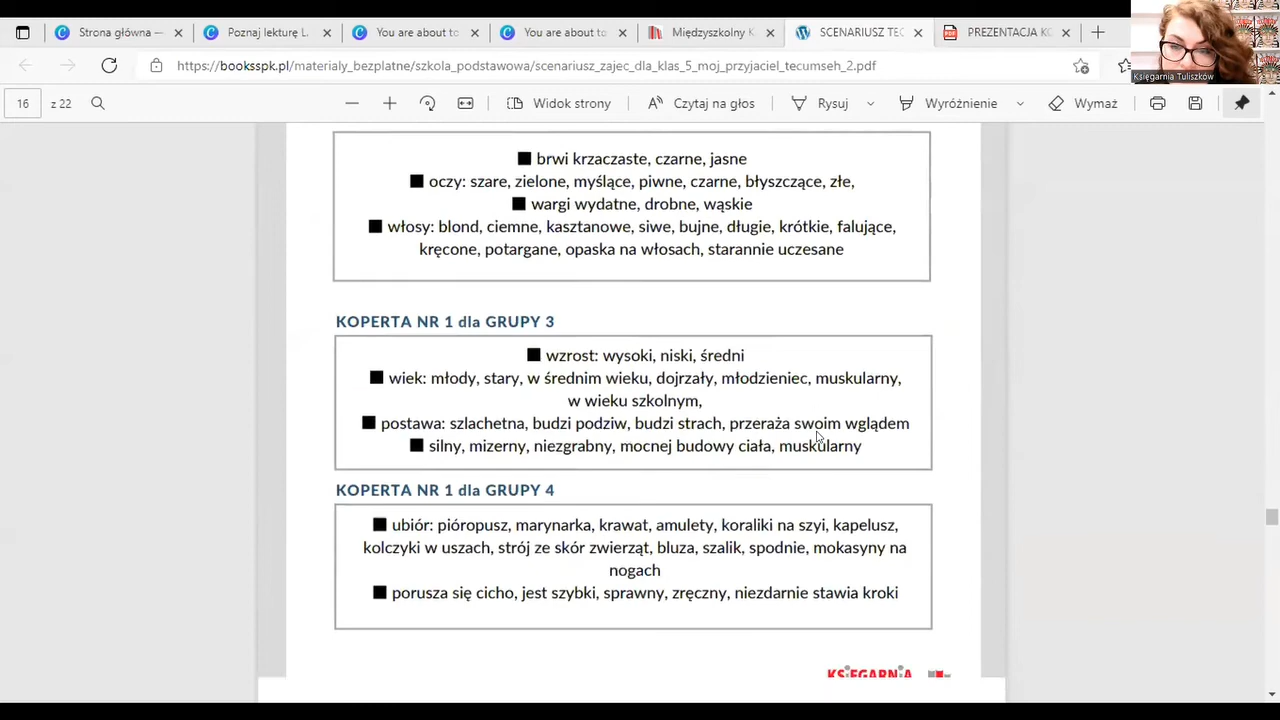 Strona główna —
Poznaj lekturę L
You are about to
You are about to
Międzyszkolny K
SCENARIUSZ TEC
PREZENTACJA KO
https://booksspk.pl/materialy_bezplatne/szkola_podstawowa/scenariusz_zajec_dla_klas_5_moj_przyjaciel_tecumseh_2.pdf
Księgarnia Tuliszków
16 z 22
Widok strony
Czytaj na głos
Rysuj
Wyróżnienie
Wymaż
brwi krzaczaste, czarne, jasne
oczy: szare, zielone, myślące, piwne, czarne, błyszczące, złe,
wargi wydatne, drobne, wąskie
włosy: blond, ciemne, kasztanowe, siwe, bujne, długie, krótkie, falujące,
kręcone, potargane, opaska na włosach, starannie uczesane
KOPERTA NR 1 dla GRUPY 3
wzrost: wysoki, niski, średni
wiek: młody, stary, w średnim wieku, dojrzały, młodzieniec, muskularny,
w wieku szkolnym,
postawa: szlachetna, budzi podziw, budzi strach, przeraża swoim wglądem
silny, mizerny, niezgrabny, mocnej budowy ciała, muskularny
KOPERTA NR 1 dla GRUPY 4
ubiór: pióropusz, marynarka, krawat, amulety, koraliki na szyi, kapelusz,
kolczyki w uszach, strój ze skór zwierząt, bluza, szalik, spodnie, mokasyny na
nogach
porusza się cicho, jest szybki, sprawny, zręczny, niezdarnie stawia kroki
KSIĘGARNIA